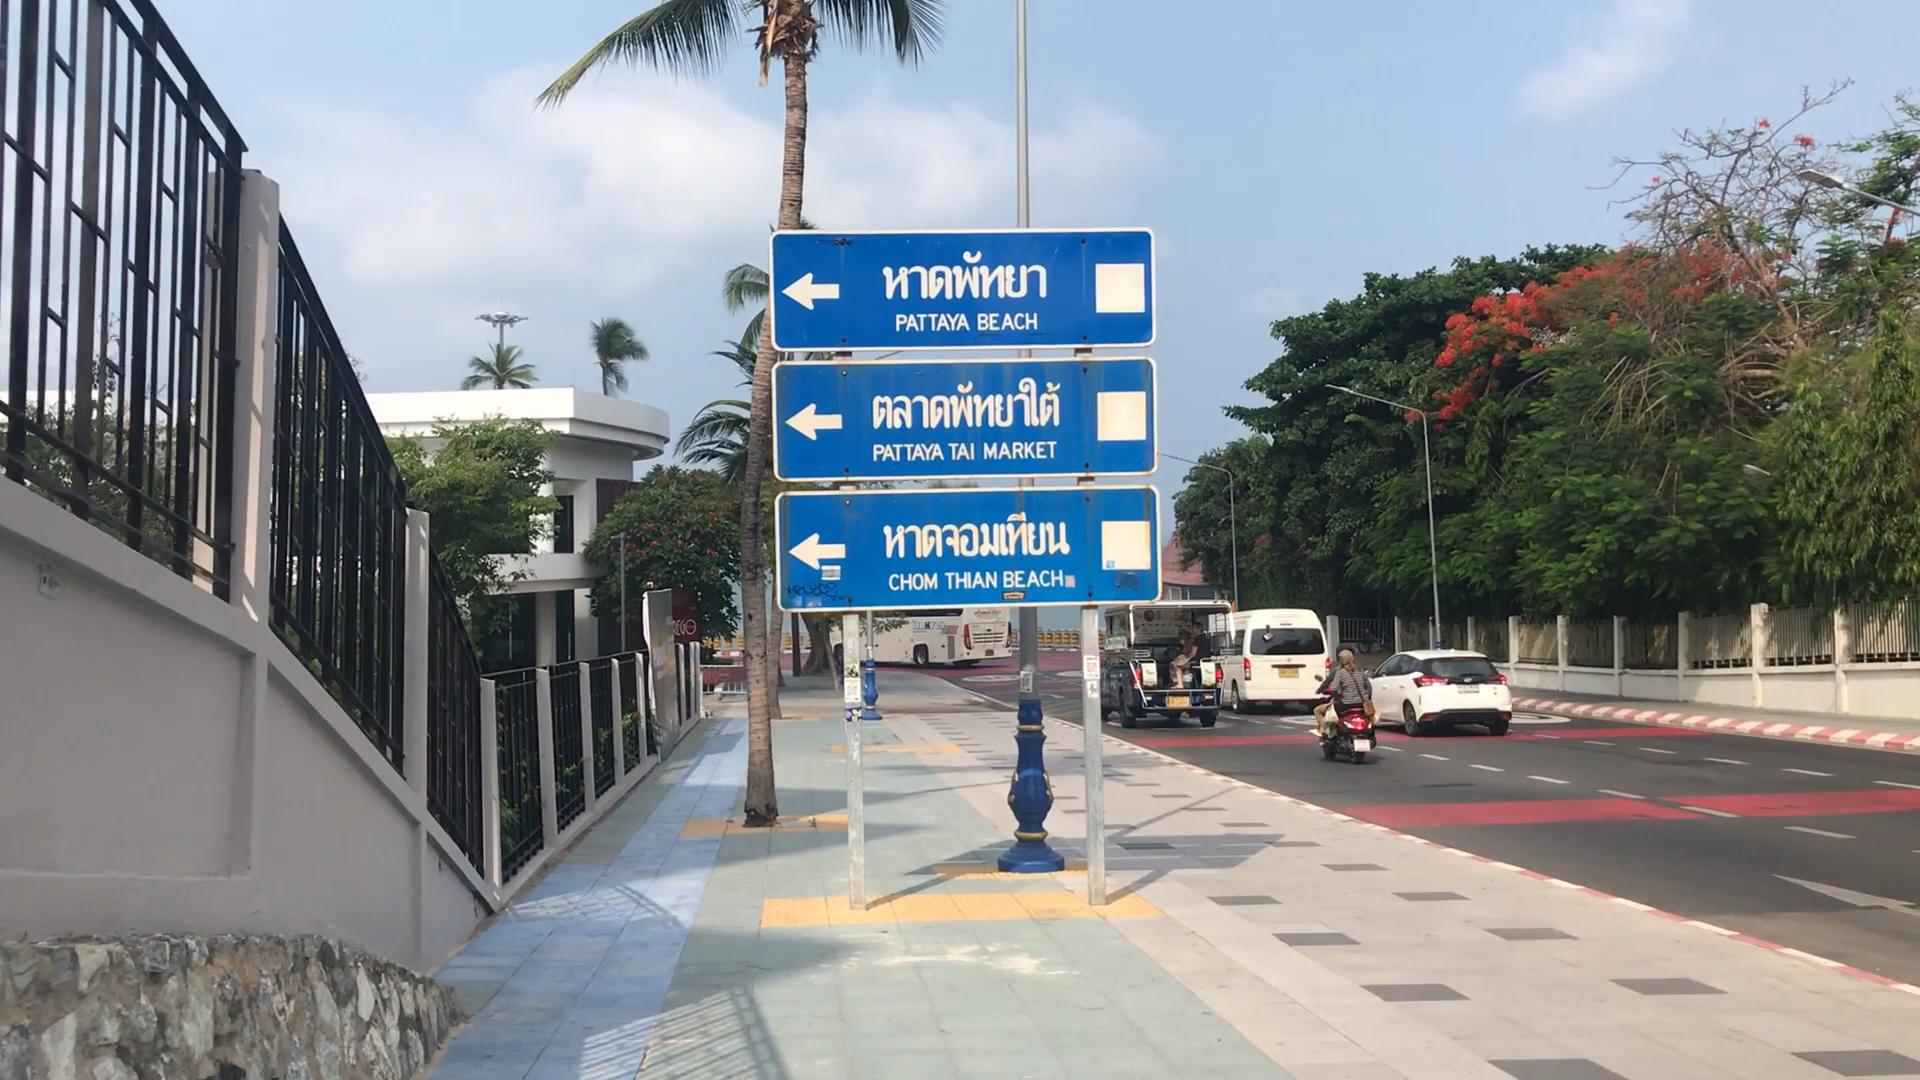 หาดพัทยา
PATTAYA BEACH
ตลาดพัทยาใต้
PATTAYA TAI MARKET
หาดจอมเทียน
CHOM THIAN BEACH